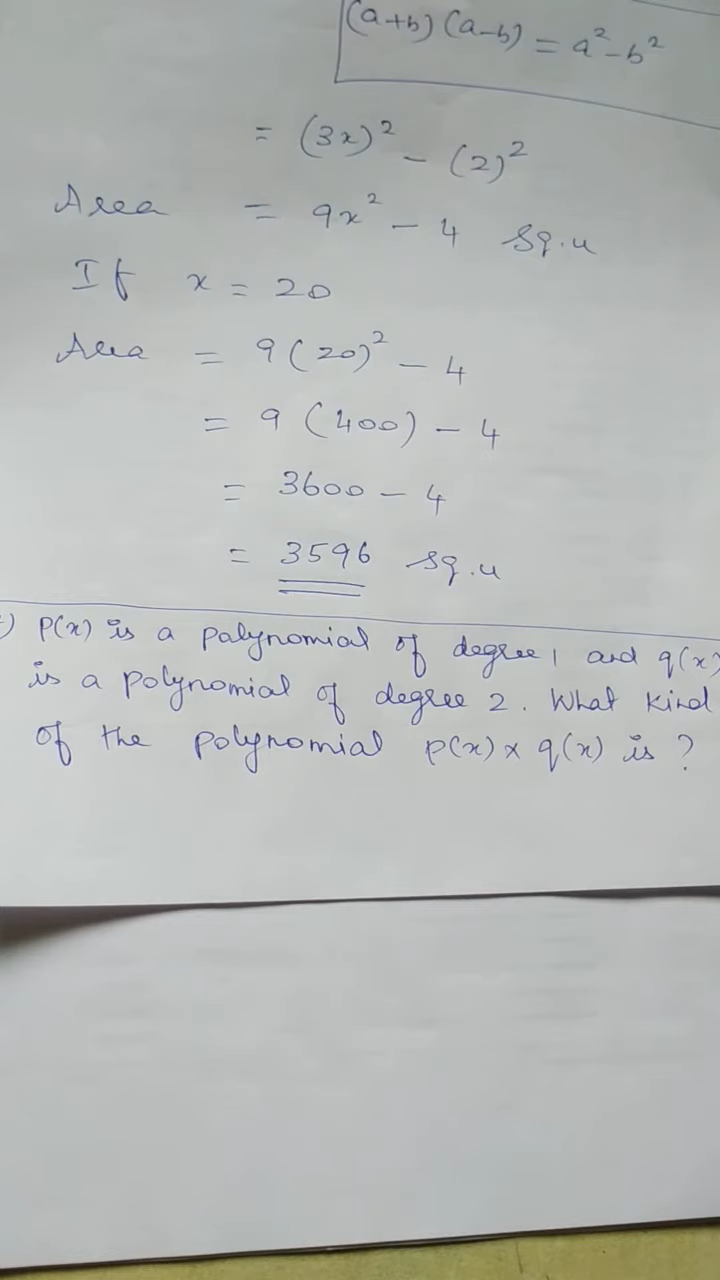 (a+b) (a-b) = a²-b²
= (3x)² - (2)²
Area = 9x² - 4 sq.u
If x = 20
Area = 9(20)² - 4
= 9 (400) - 4
= 3600 - 4
= 3596 sq.u
) P(x) is a palynomial of degree 1 and q(x)
is a polynomial of degree 2. What kind
of the polynomial p(x) x q(x) is ?